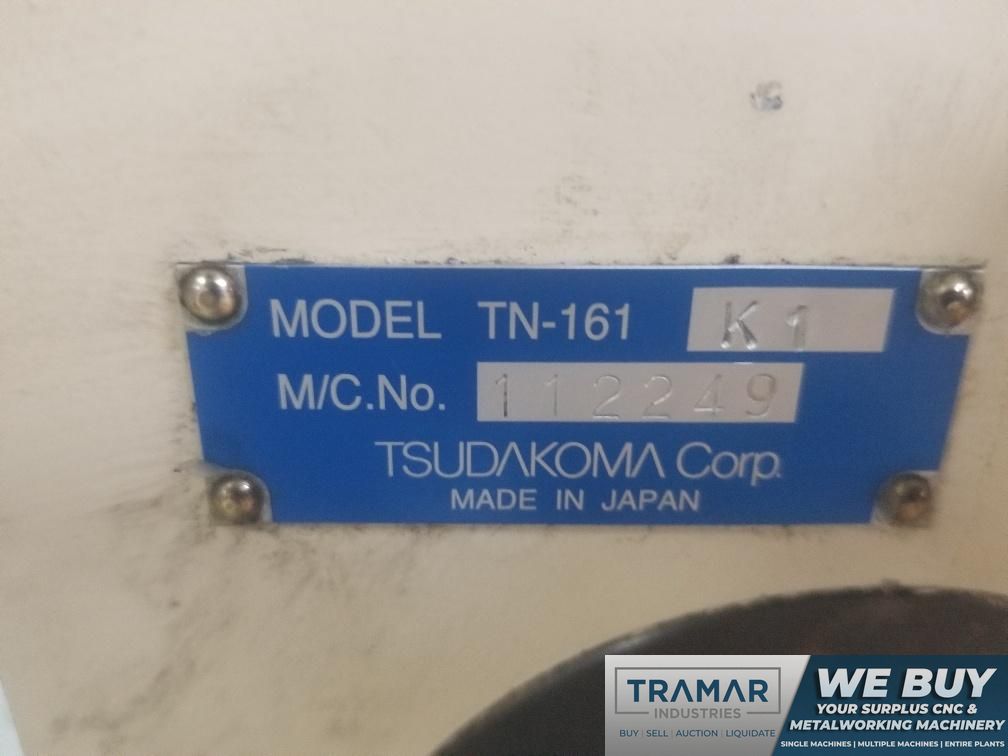 MODEL TN-161 K1
M/C.No. 112249
TSUDAKOMA Corp.
MADE IN JAPAN
TRAMAR
INDUSTRIES
BUY | SELL | AUCTION | LIQUIDATE
WE BUY
YOUR SURPLUS CNC &
METALWORKING MACHINERY
SINGLE MACHINES | MULTIPLE MACHINES | ENTIRE PLANTS